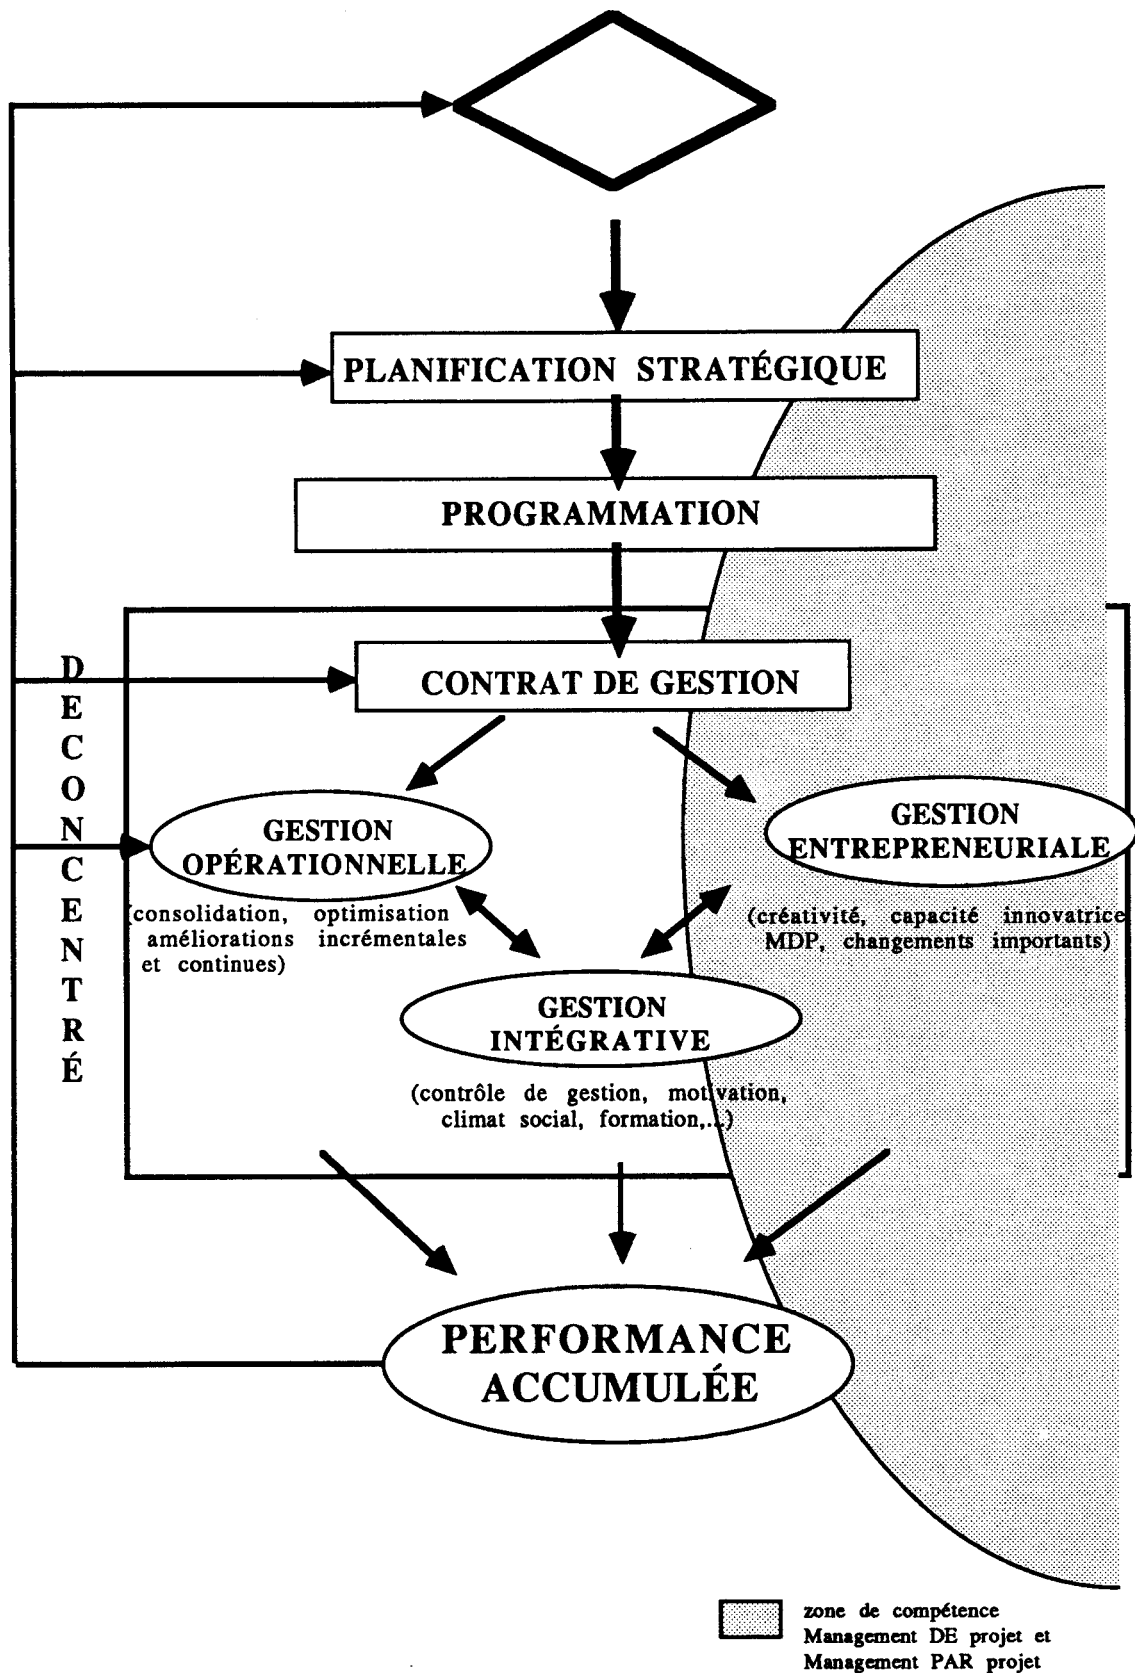 PLANIFICATION STRATÉGIQUE
PROGRAMMATION
DECONCENTRÉ
CONTRAT DE GESTION
GESTION
OPÉRATIONNELLE
(consolidation, optimisation
améliorations incrémentales
et continues)
GESTION
ENTREPRENEURIALE
(créativité, capacité innovatrice
MDP, changements importants)
GESTION
INTÉGRATIVE
(contrôle de gestion, motivation,
climat social, formation,...)
PERFORMANCE
ACCUMULÉE
zone de compétence
Management DE projet et
Management PAR projet